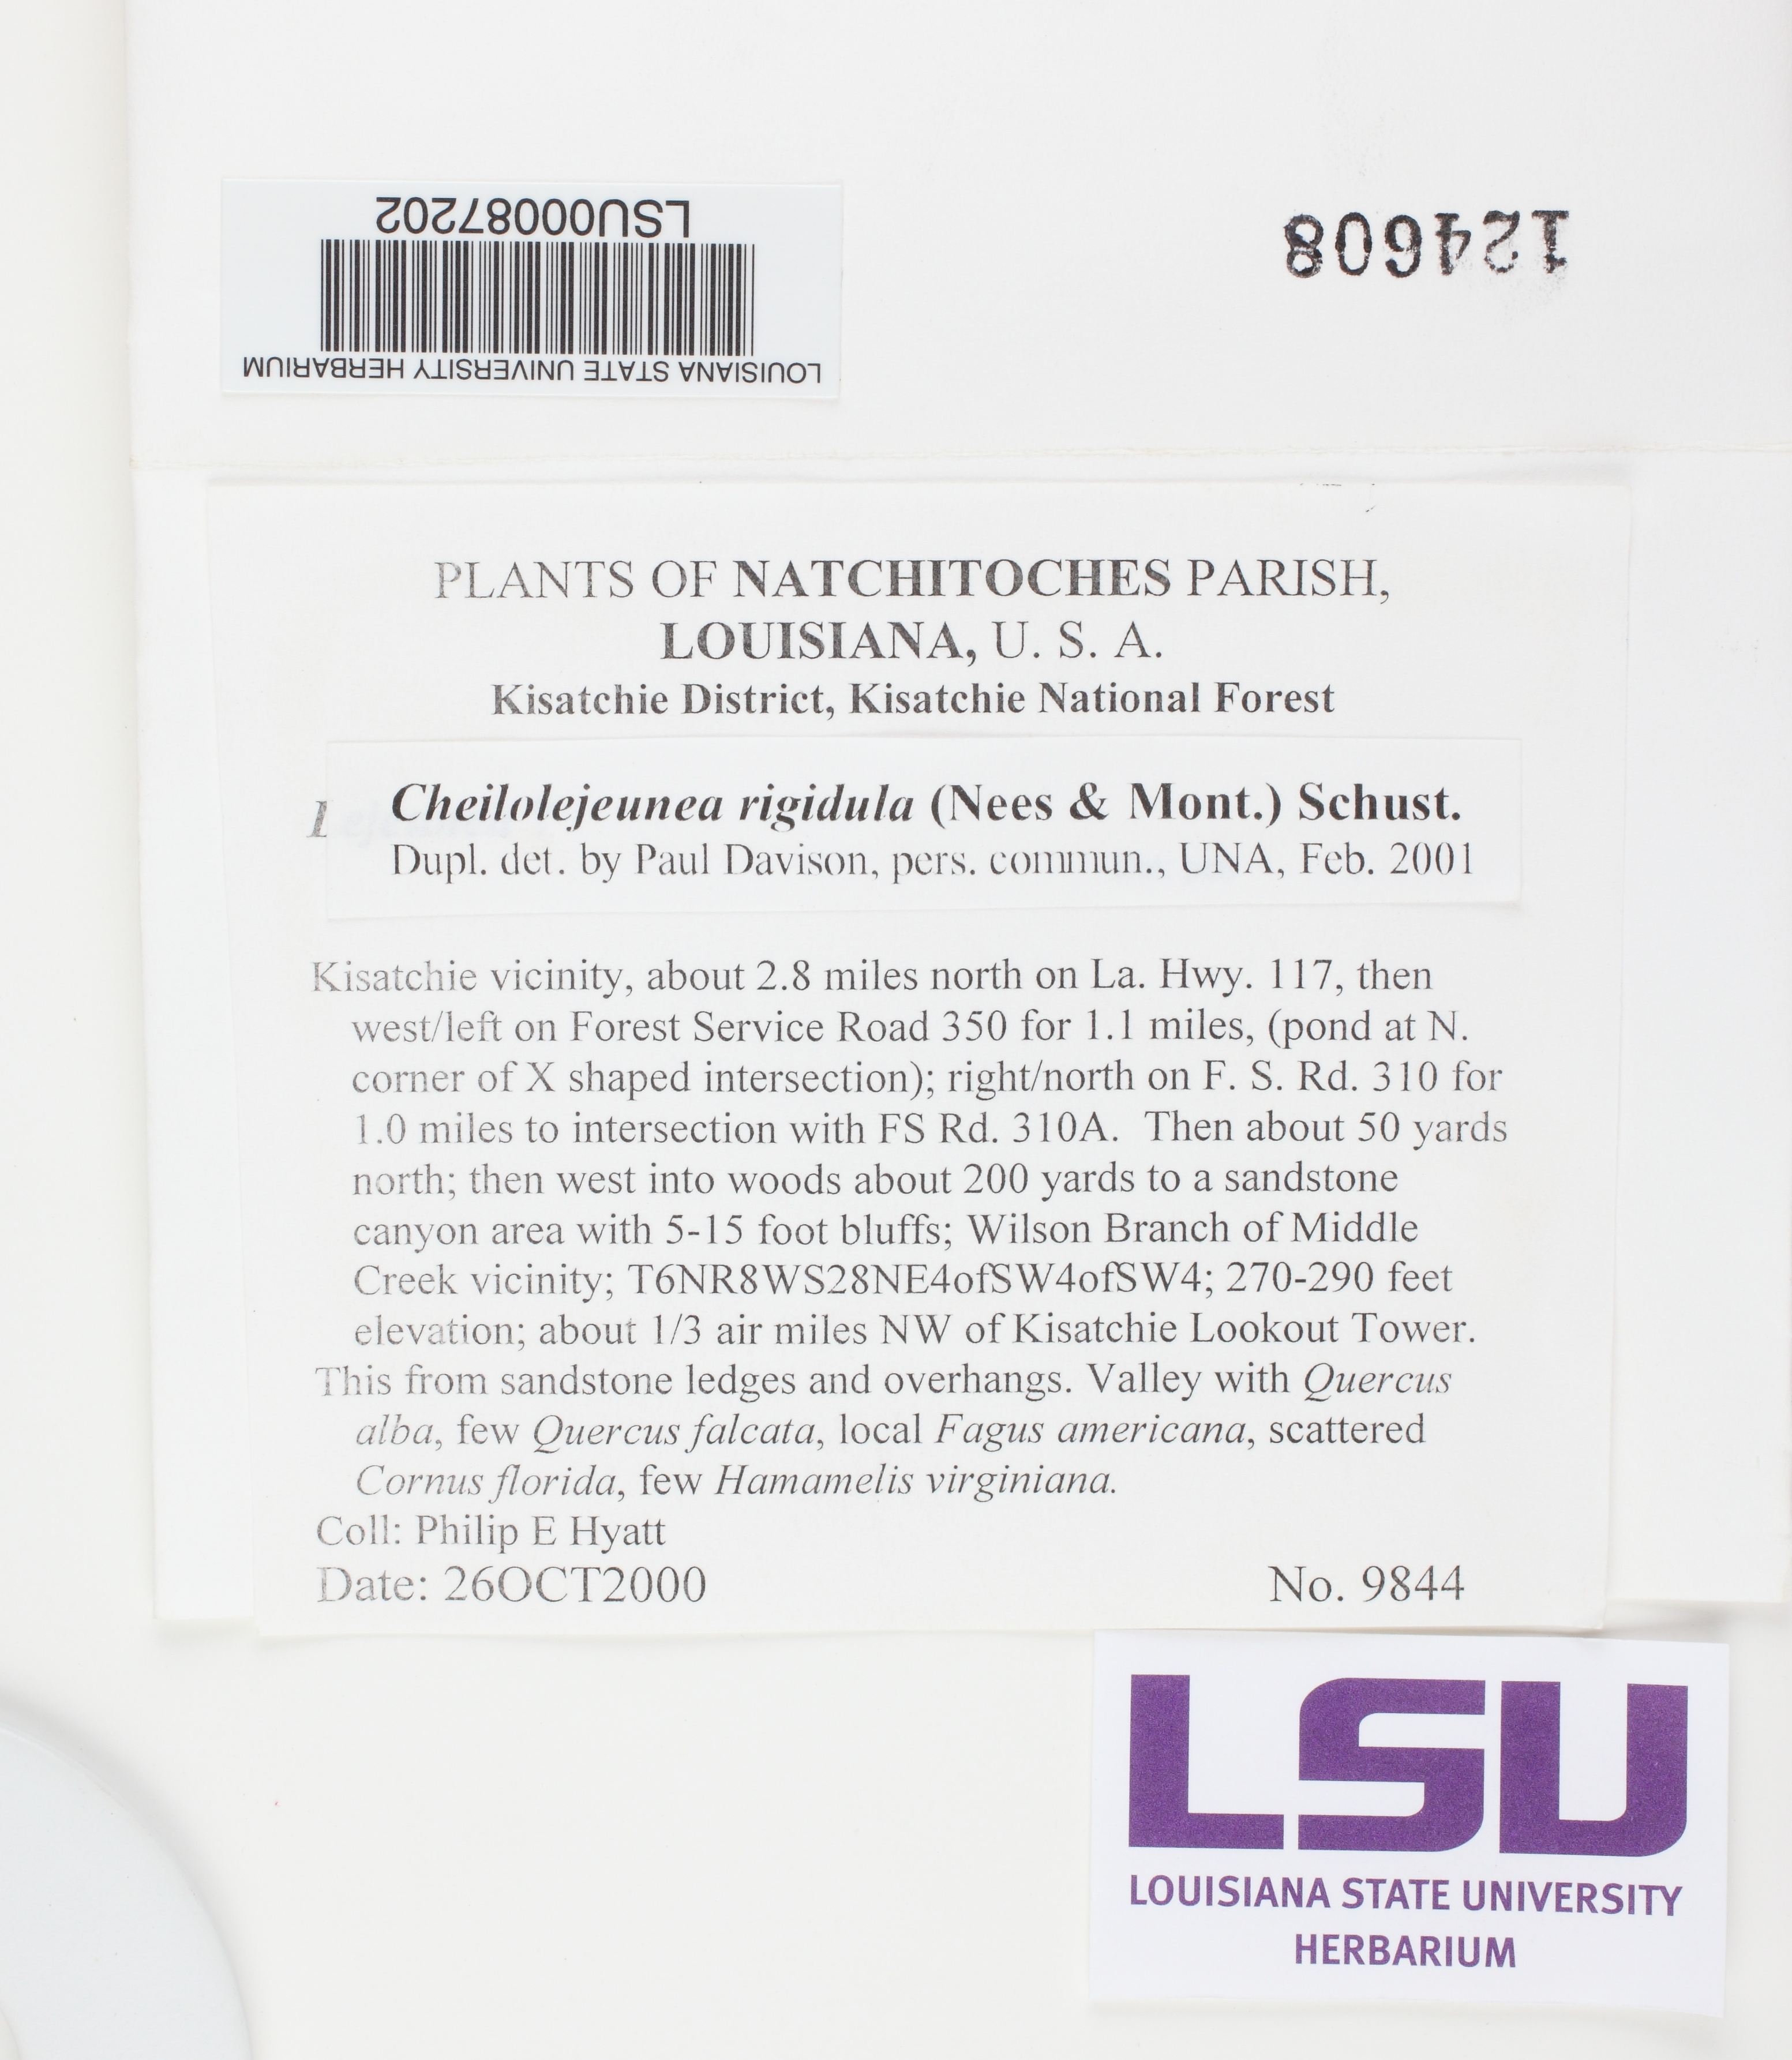 LSU00087202
LOUISIANA STATE UNIVERSITY HERBARIUM
124608
PLANTS OF NATCHITOCHES PARISH,
LOUISIANA, U. S. A.
Kisatchie District, Kisatchie National Forest
Cheilolejeunea rigidula (Nees & Mont.) Schust.
Dupl. det. by Paul Davison, pers. commun., UNA, Feb. 2001
Kisatchie vicinity, about 2.8 miles north on La. Hwy. 117, then
west/left on Forest Service Road 350 for 1.1 miles, (pond at N.
corner of X shaped intersection); right/north on F. S. Rd. 310 for
1.0 miles to intersection with FS Rd. 310A. Then about 50 yards
north; then west into woods about 200 yards to a sandstone
canyon area with 5-15 foot bluffs; Wilson Branch of Middle
Creek vicinity; T6NR8WS28NE4ofSW4ofSW4; 270-290 feet
elevation; about 1/3 air miles NW of Kisatchie Lookout Tower.
This from sandstone ledges and overhangs. Valley with Quercus
alba, few Quercus falcata, local Fagus americana, scattered
Cornus florida, few Hamamelis virginiana.
Coll: Philip E Hyatt
Date: 26OCT2000 No. 9844
LSU
LOUISIANA STATE UNIVERSITY
HERBARIUM